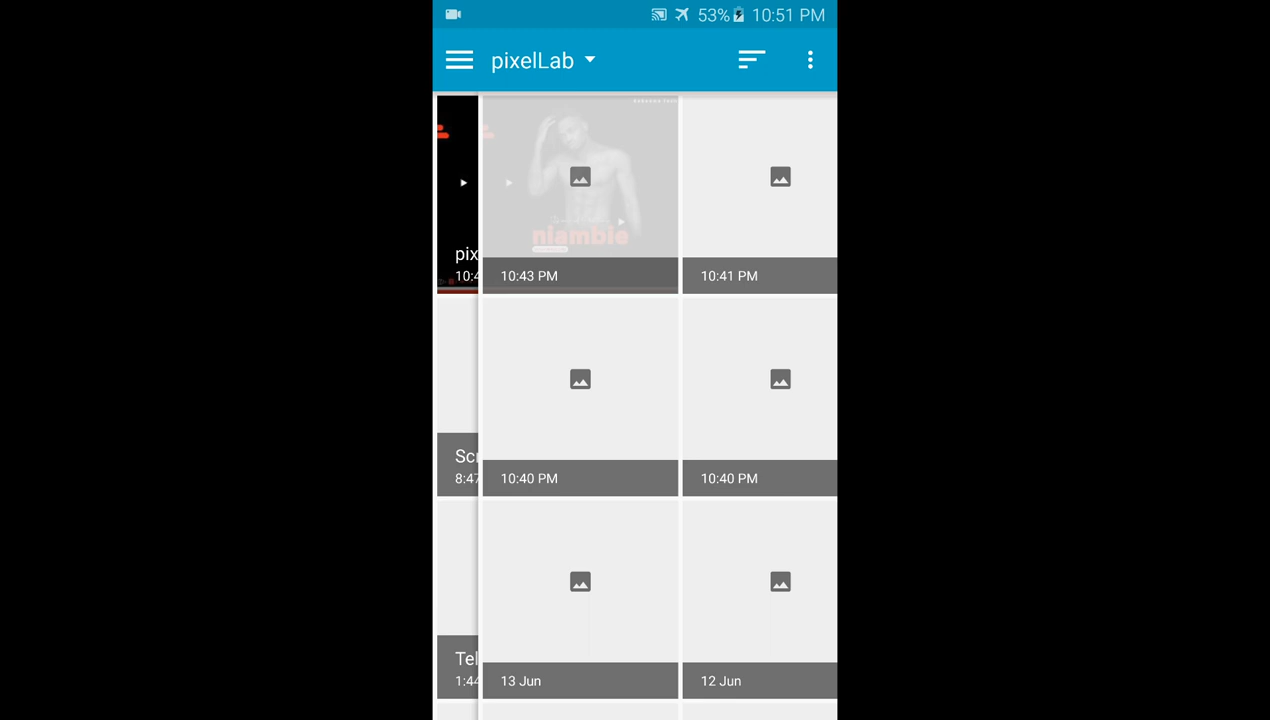 53% 10:51 PM
pixelLab
pix
10:4
10:43 PM
10:41 PM
niambie
Scr
8:47
10:40 PM
10:40 PM
Tel
1:44
13 Jun
12 Jun